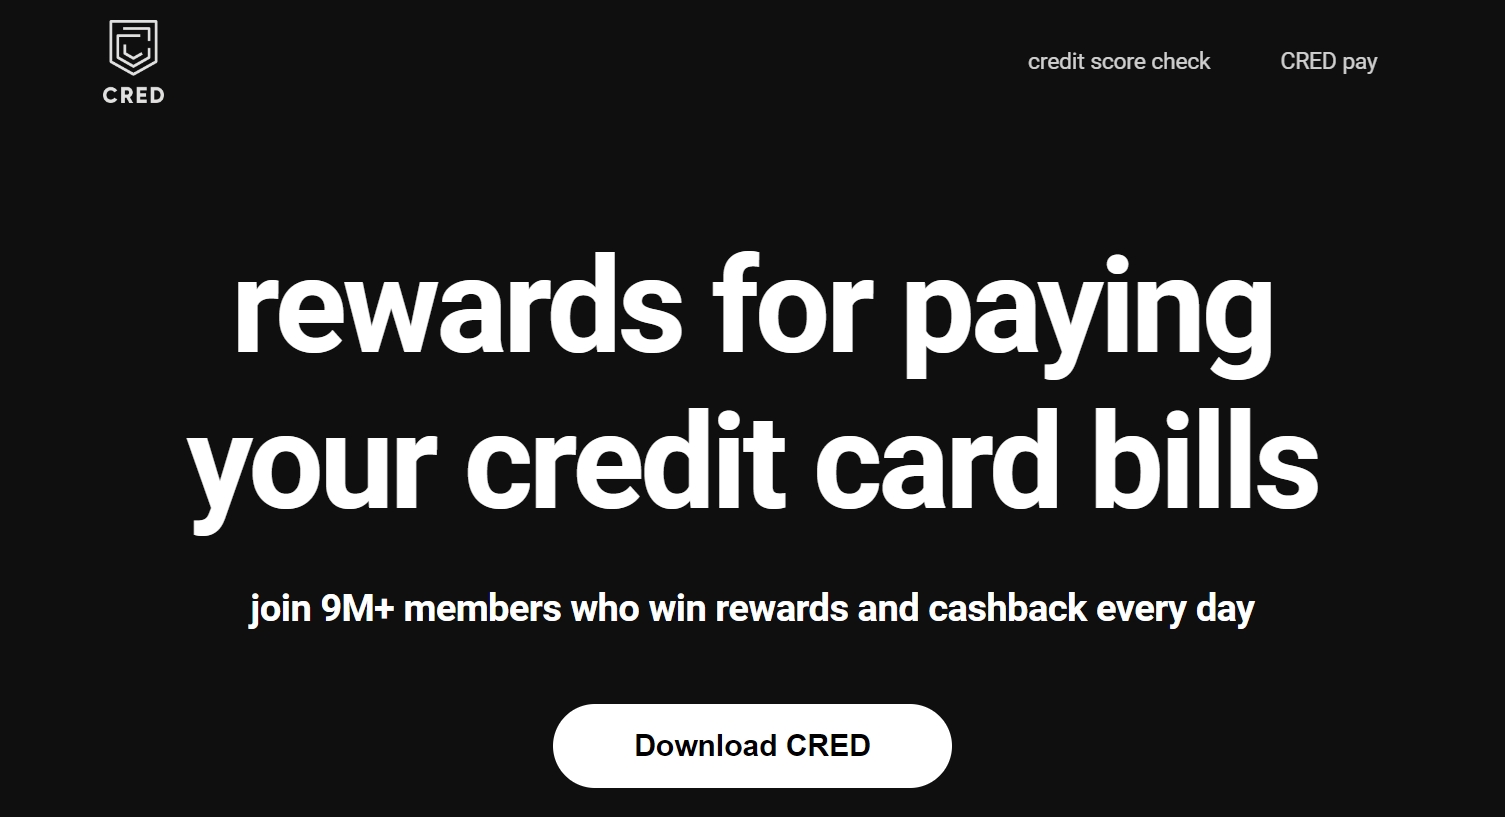 CRED
credit score check
CRED pay
rewards for paying
your credit card bills
join 9M+ members who win rewards and cashback every day
Download CRED